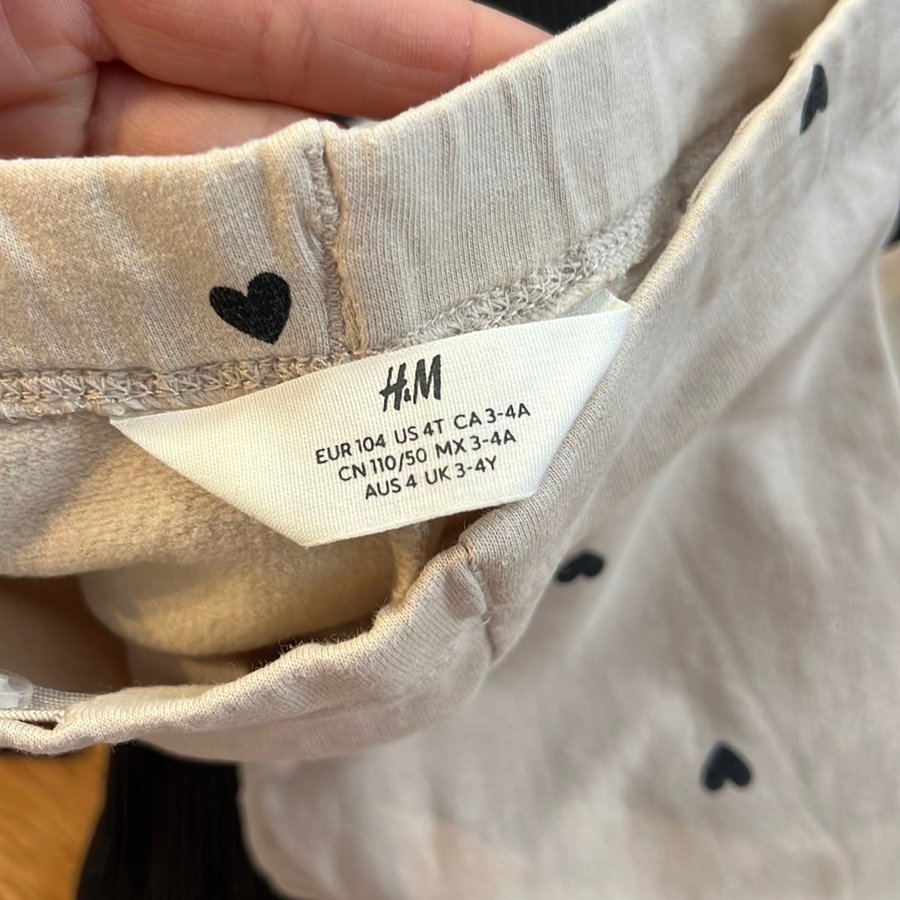 H&M
EUR 104 US 4T CA 3-4A
CN 110/50 MX 3-4A
AUS 4 UK 3-4Y